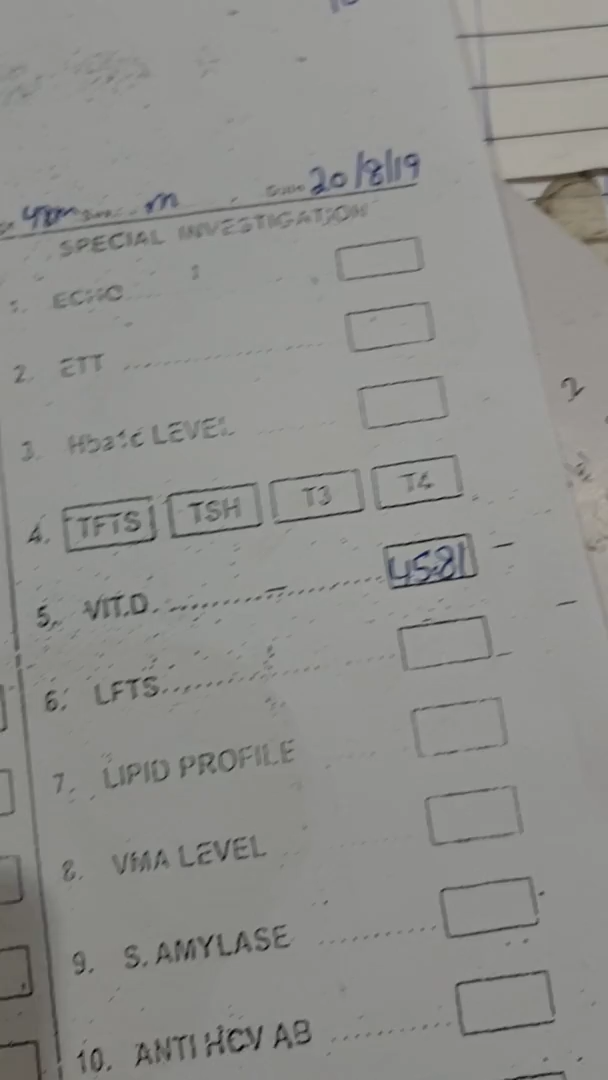 m 20/8/19
SPECIAL INVESTIGATION
1. ECHO
2. ETT
3. Hba1c LEVEL
4. TFTS TSH T3 T4
5. VIT.D. 45.81
6. LFTS
7. LIPID PROFILE
8. VMA LEVEL
9. S. AMYLASE
10. ANTI HCV AB
2